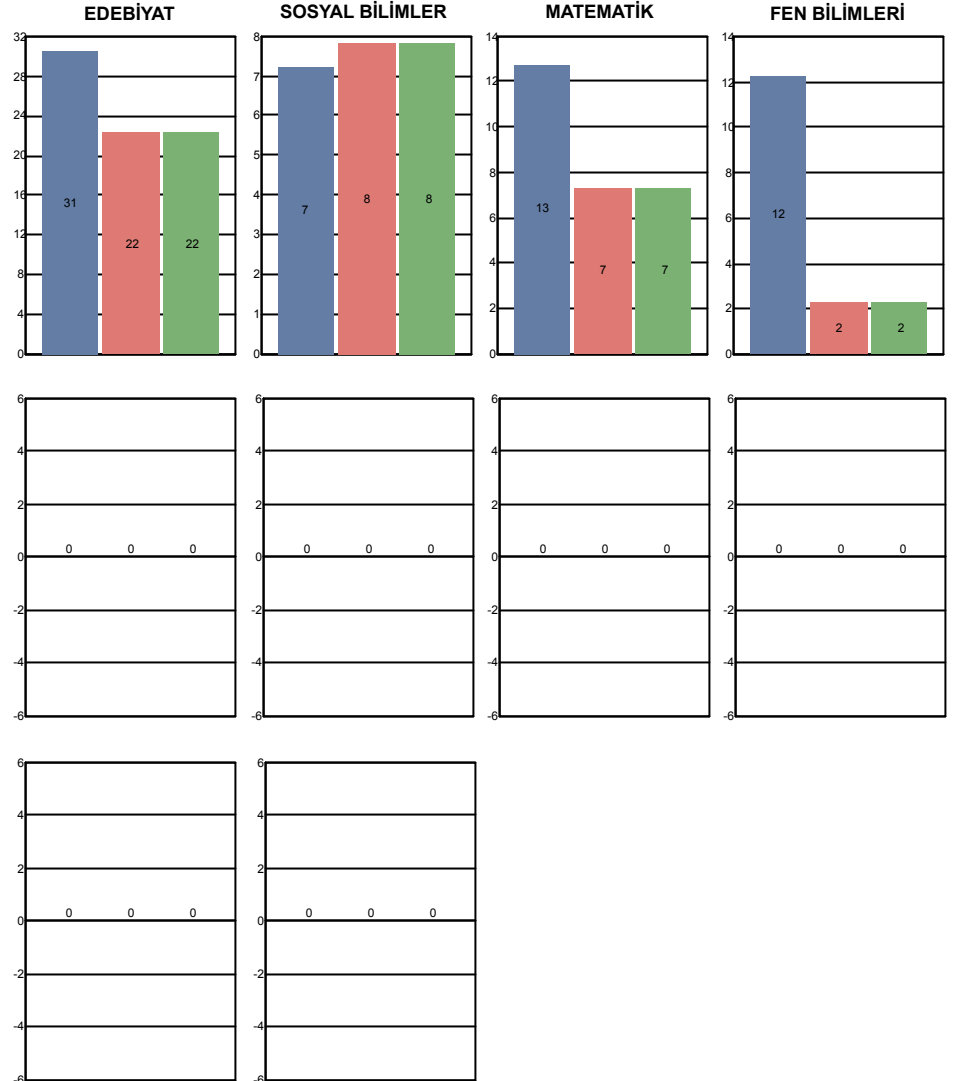 EDEBİYAT SOSYAL BİLİMLER MATEMATİK FEN BİLİMLERİ
32 8 14 14
28 7 12 12
24 6 10 10
20 5 8 8
16 4 6 6
12 3 4 4
8 2 2 2
4 1 0 0
0 0
31 22 22 7 8 8 13 7 7 12 2 2
6 6 6 6
4 4 4 4
2 2 2 2
0 0 0 0 0 0 0 0 0 0 0 0
0 0 0 0
-2 -2 -2 -2
-4 -4 -4 -4
-6 -6 -6 -6
6 6
4 4
2 2
0 0 0 0 0 0
0 0
-2 -2
-4 -4
-6 -6